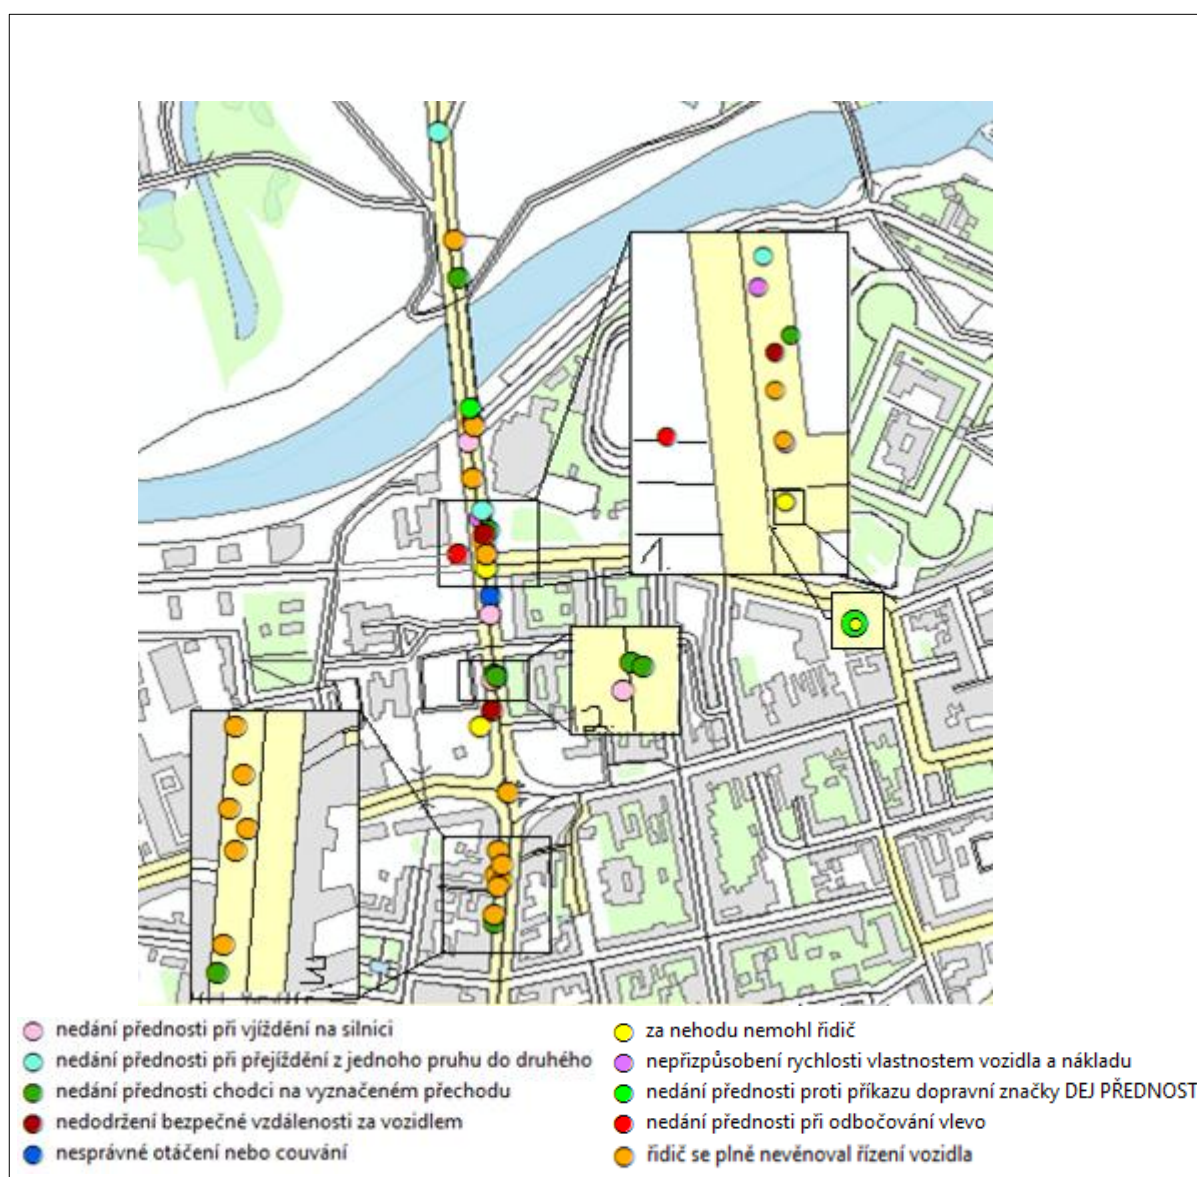 1.
nedání přednosti při vjíždění na silnici
nedání přednosti při přejíždění z jednoho pruhu do druhého
nedání přednosti chodci na vyznačeném přechodu
nedodržení bezpečné vzdálenosti za vozidlem
nesprávné otáčení nebo couvání
za nehodu nemohl řidič
nepřizpůsobení rychlosti vlastnostem vozidla a nákladu
nedání přednosti proti příkazu dopravní značky DEJ PŘEDNOST
nedání přednosti při odbočování vlevo
řidič se plně nevěnoval řízení vozidla